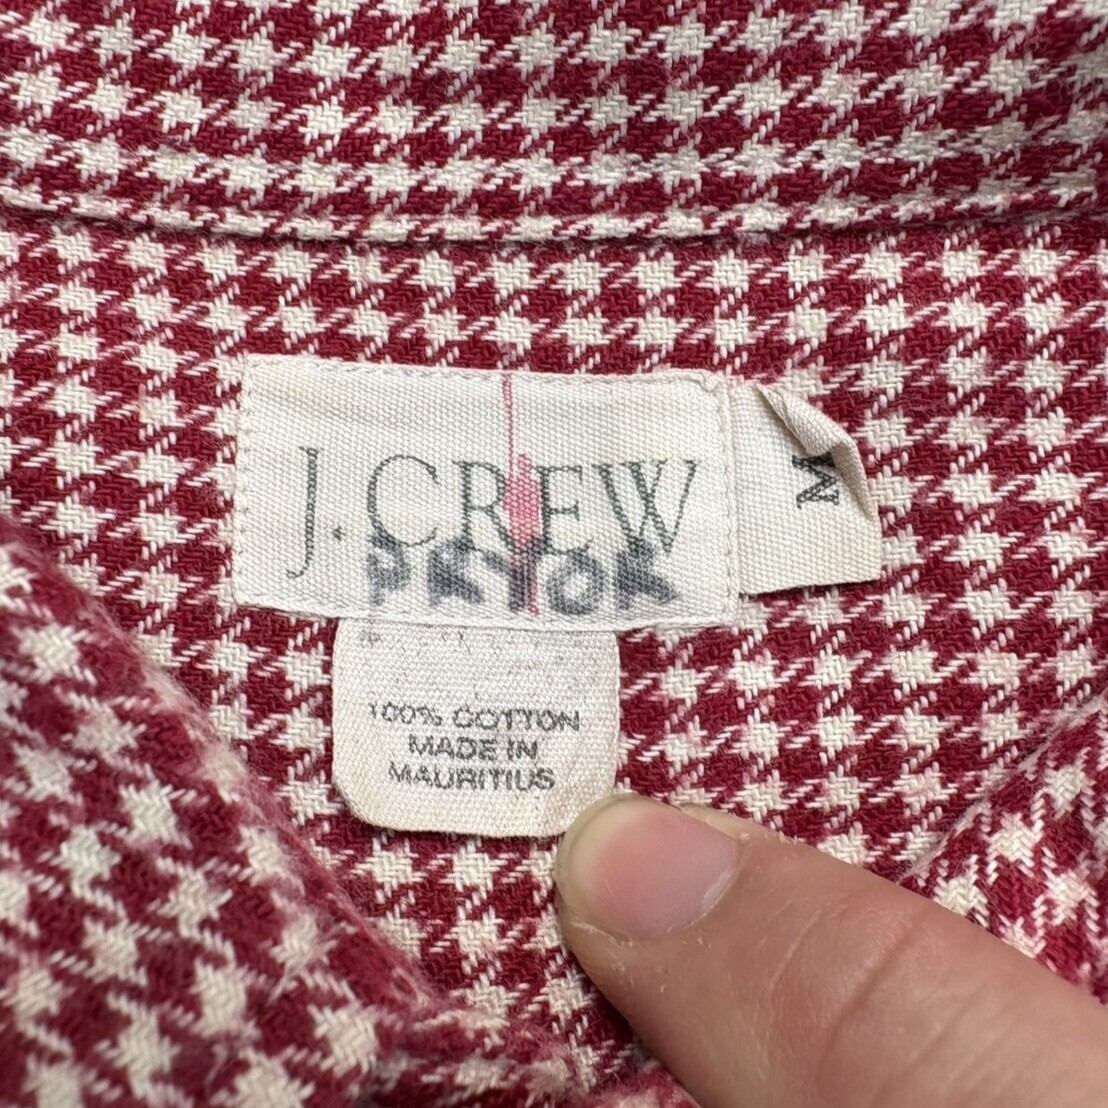 J.CREW
M
PRYOR
100% COTTON
MADE IN
MAURITIUS